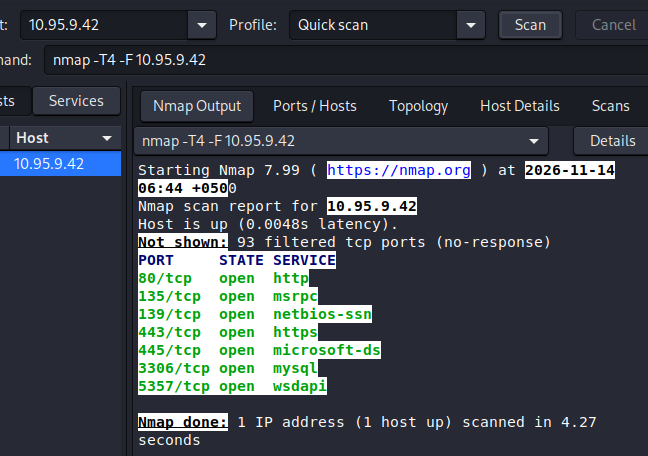 t: 10.95.9.42 Profile: Quick scan Scan Cancel
nand: nmap -T4 -F 10.95.9.42
sts Services Nmap Output Ports / Hosts Topology Host Details Scans
Host nmap -T4 -F 10.95.9.42 Details
10.95.9.42
Starting Nmap 7.99 ( https://nmap.org ) at 2026-11-14
06:44 +0500
Nmap scan report for 10.95.9.42
Host is up (0.0048s latency).
Not shown: 93 filtered tcp ports (no-response)
PORT     STATE SERVICE
80/tcp   open  http
135/tcp  open  msrpc
139/tcp  open  netbios-ssn
443/tcp  open  https
445/tcp  open  microsoft-ds
3306/tcp open  mysql
5357/tcp open  wsdapi
Nmap done: 1 IP address (1 host up) scanned in 4.27
seconds